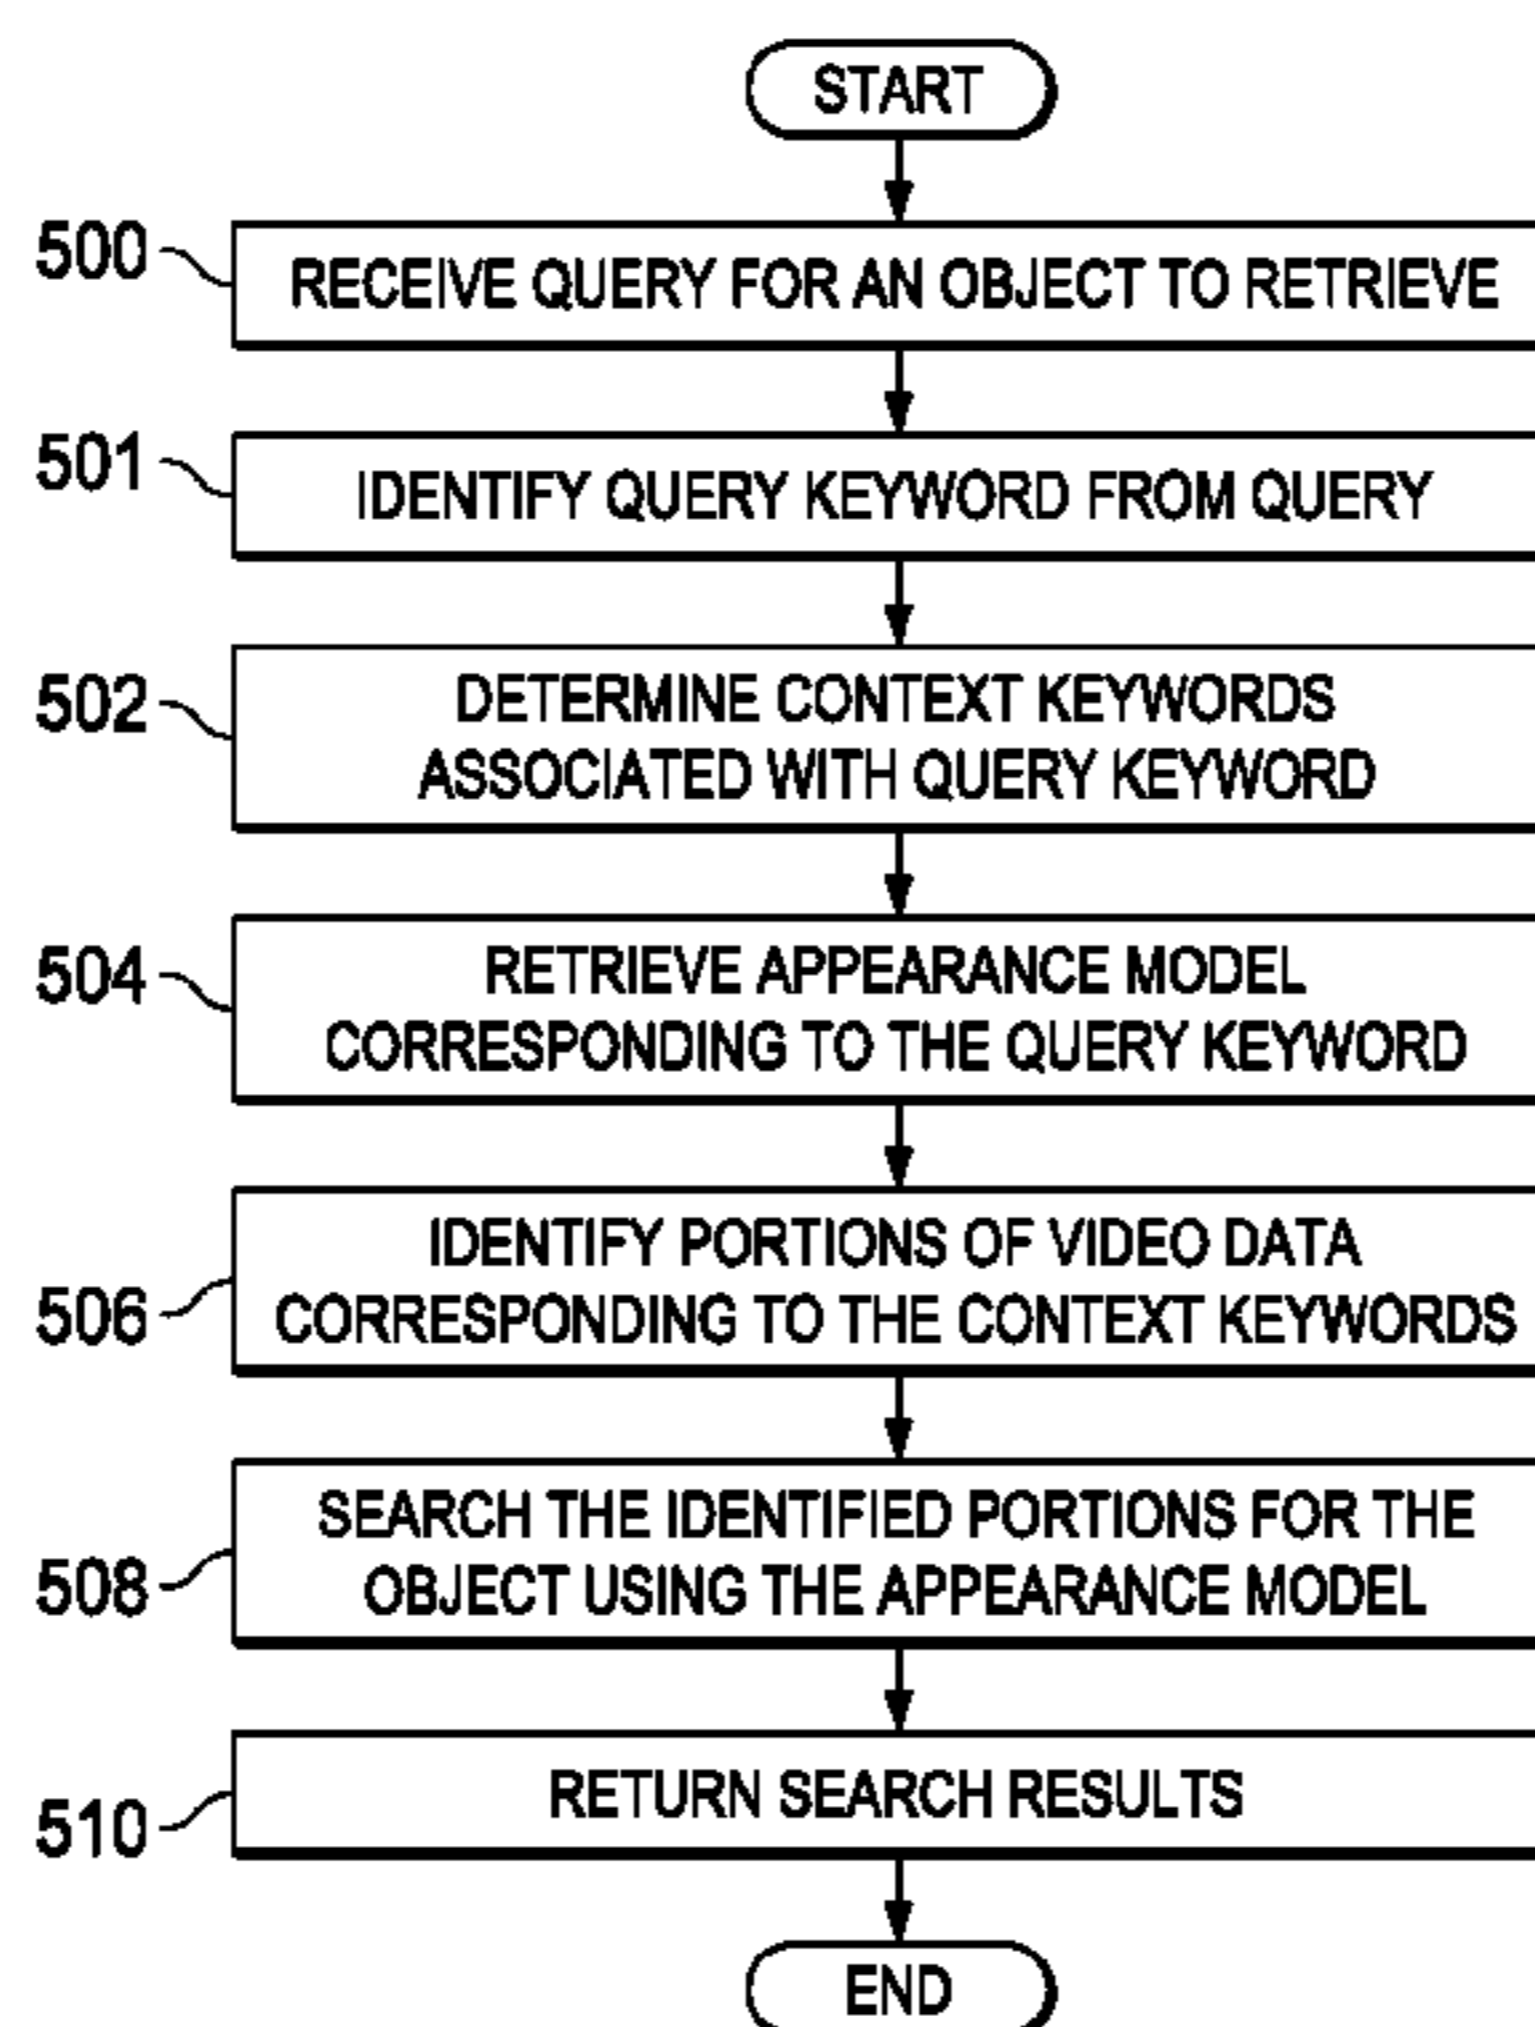 START
500
RECEIVE QUERY FOR AN OBJECT TO RETRIEVE
501
IDENTIFY QUERY KEYWORD FROM QUERY
502
DETERMINE CONTEXT KEYWORDS
ASSOCIATED WITH QUERY KEYWORD
504
RETRIEVE APPEARANCE MODEL
CORRESPONDING TO THE QUERY KEYWORD
506
IDENTIFY PORTIONS OF VIDEO DATA
CORRESPONDING TO THE CONTEXT KEYWORDS
508
SEARCH THE IDENTIFIED PORTIONS FOR THE
OBJECT USING THE APPEARANCE MODEL
510
RETURN SEARCH RESULTS
END